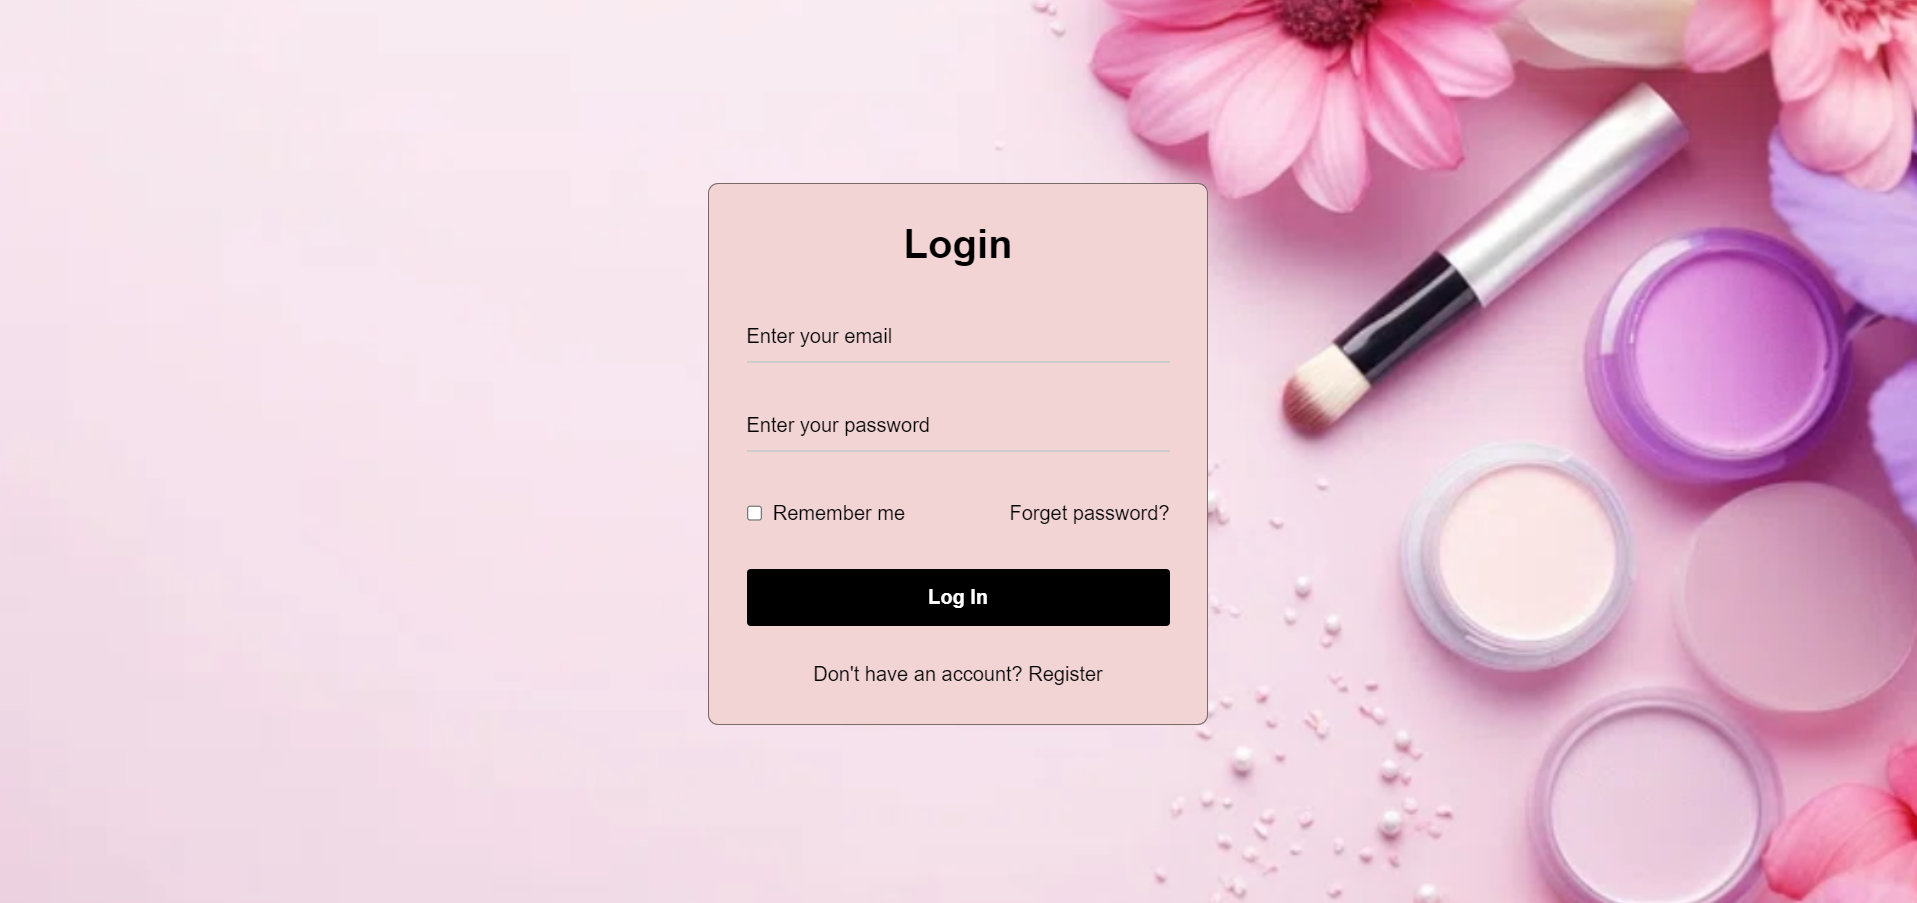 Login
Enter your email
Enter your password
Remember me
Forget password?
Log In
Don't have an account? Register